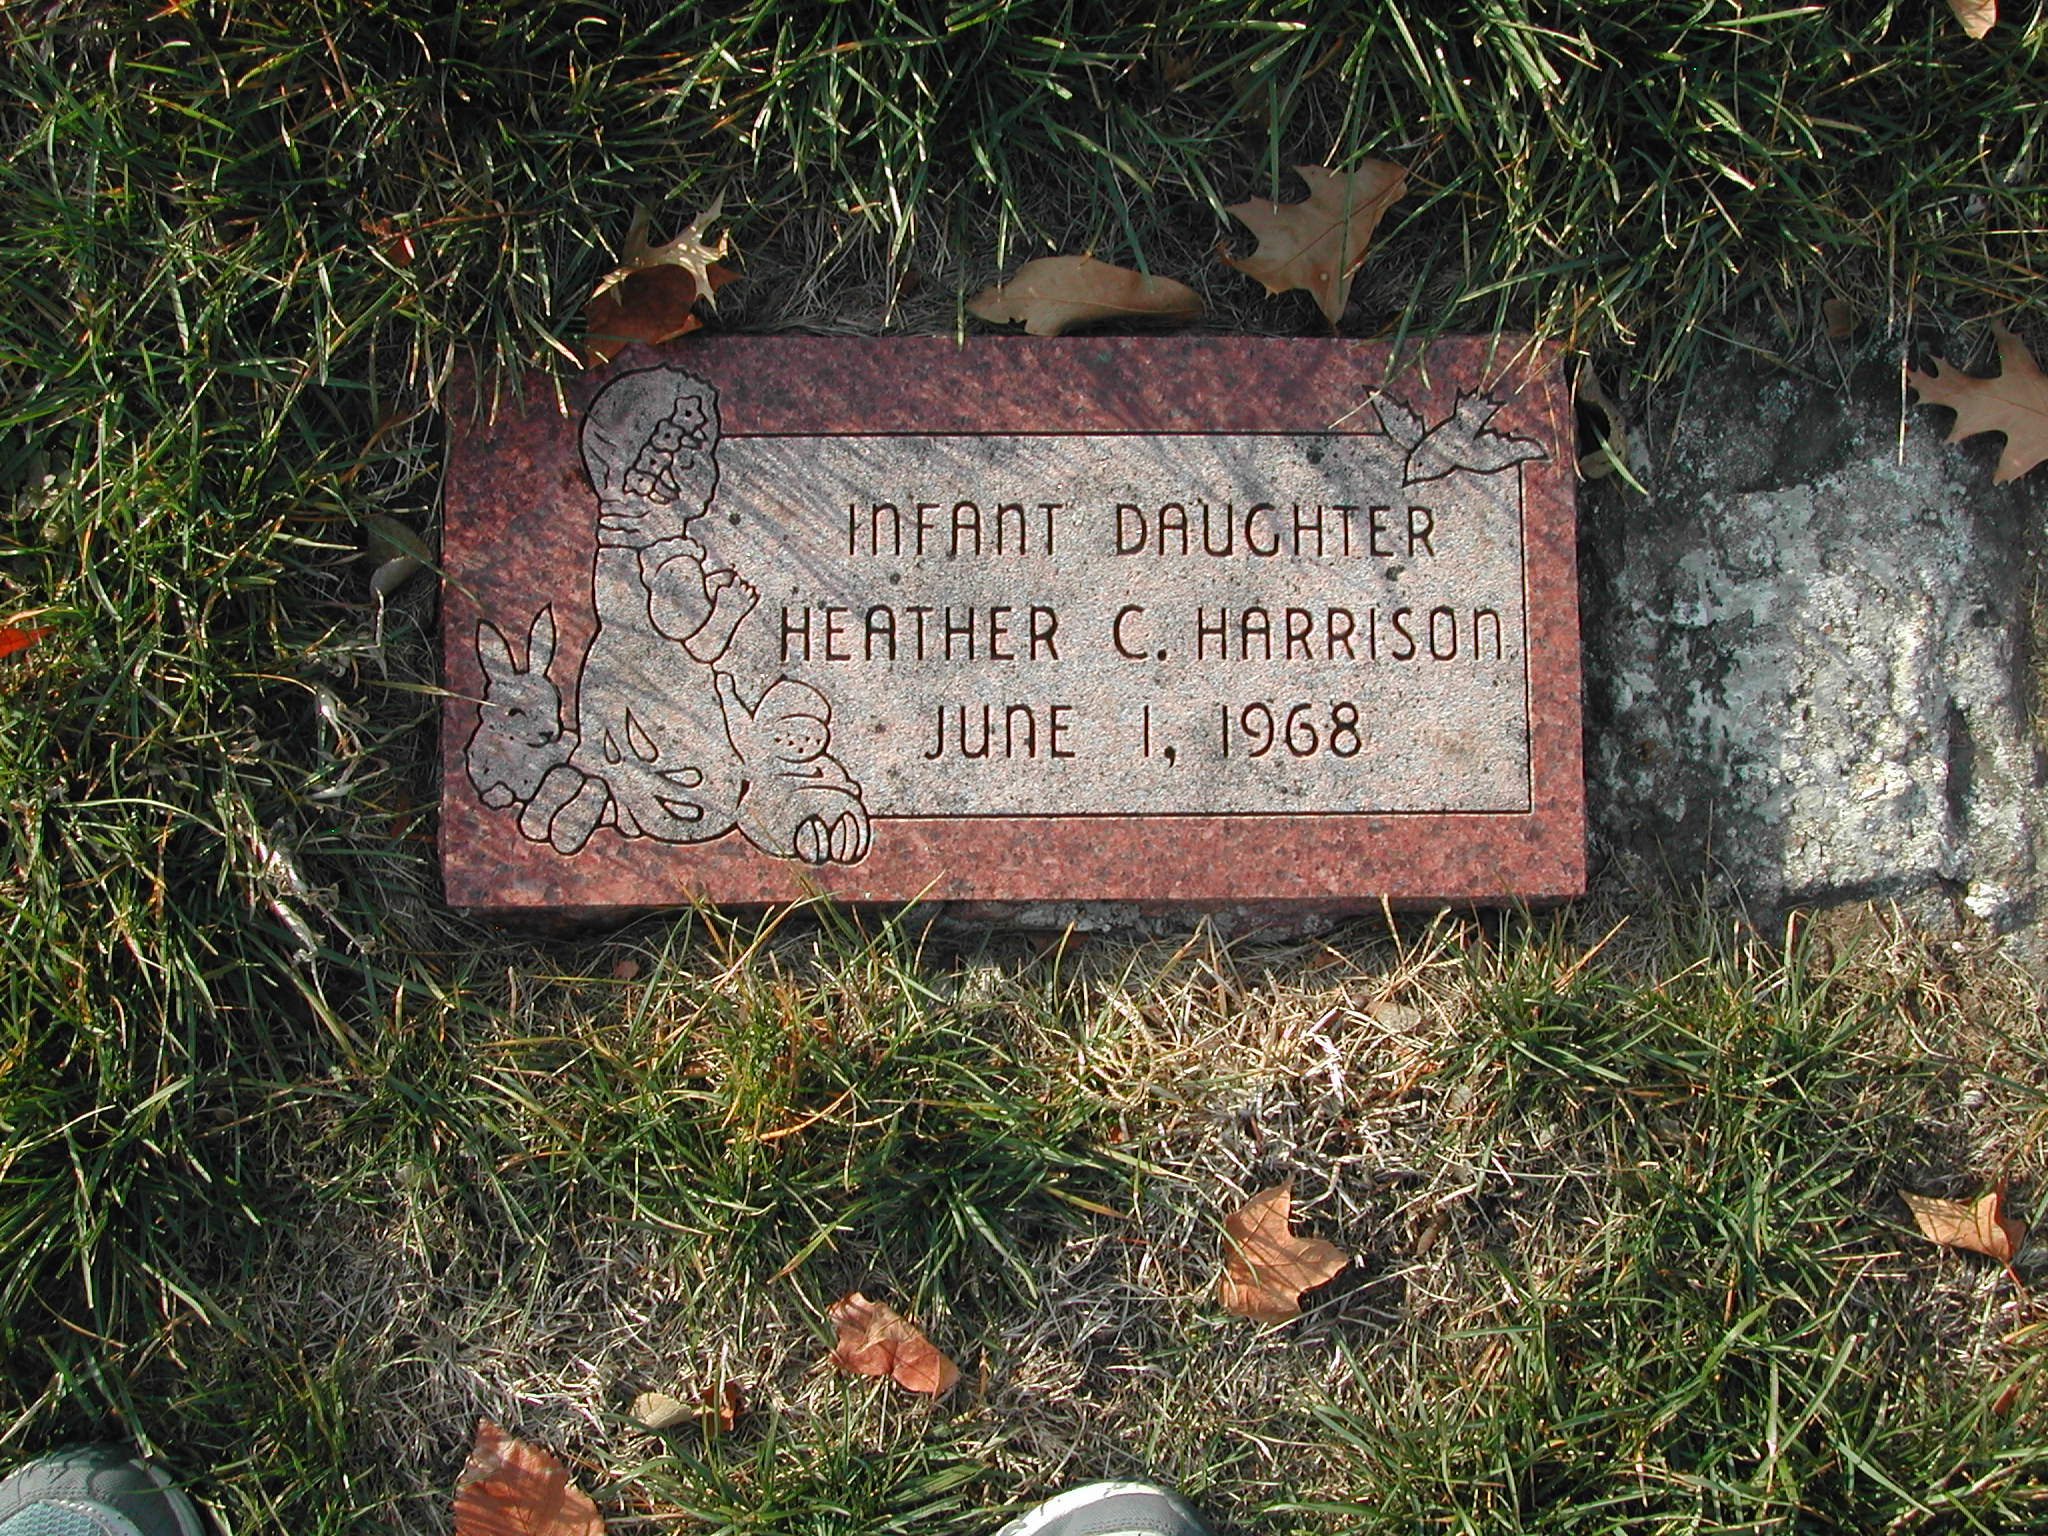 INFANT DAUGHTER
HEATHER C. HARRISON
JUNE 1, 1968